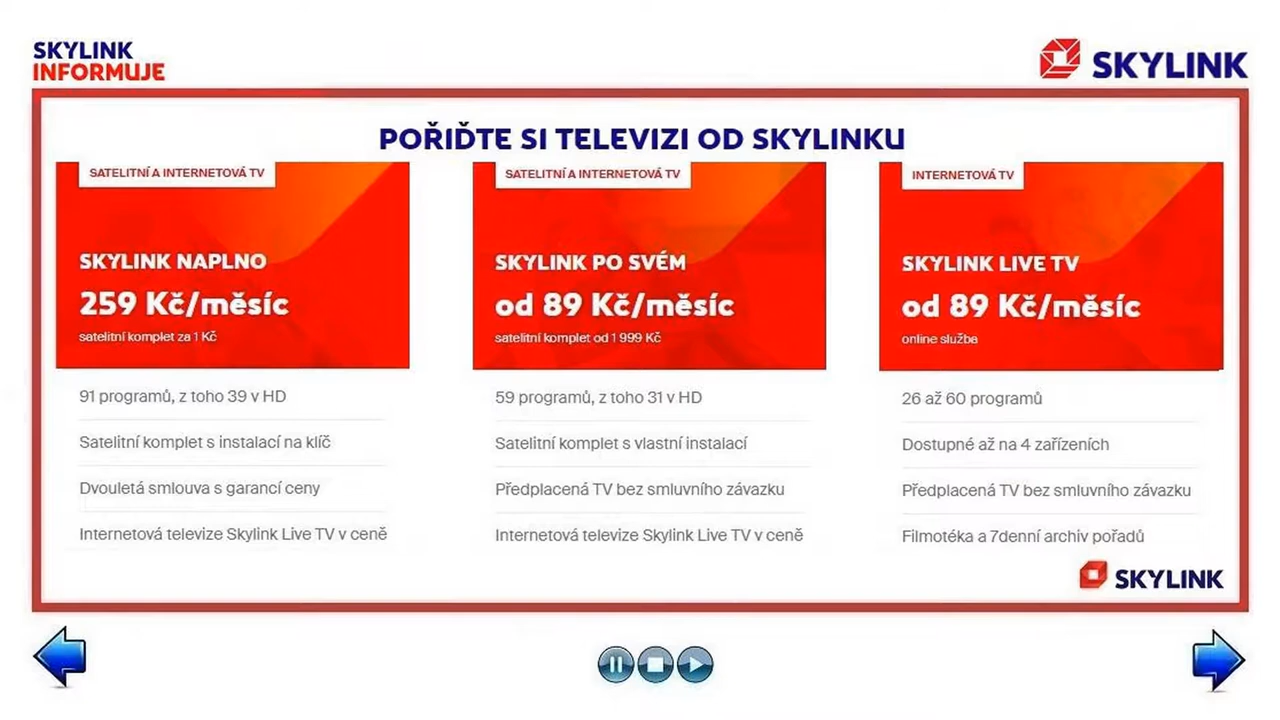 SKYLINK
INFORMUJE
SKYLINK
POŘIĎTE SI TELEVIZI OD SKYLINKU
SATELITNÍ A INTERNETOVÁ TV
SKYLINK NAPLNO
259 Kč/měsíc
satelitní komplet za 1 Kč
91 programů, z toho 39 v HD
Satelitní komplet s instalací na klíč
Dvouletá smlouva s garancí ceny
Internetová televize Skylink Live TV v ceně
SATELITNÍ A INTERNETOVÁ TV
SKYLINK PO SVÉM
od 89 Kč/měsíc
satelitní komplet od 1 999 Kč
59 programů, z toho 31 v HD
Satelitní komplet s vlastní instalací
Předplacená TV bez smluvního závazku
Internetová televize Skylink Live TV v ceně
INTERNETOVÁ TV
SKYLINK LIVE TV
od 89 Kč/měsíc
online služba
26 až 60 programů
Dostupné až na 4 zařízeních
Předplacená TV bez smluvního závazku
Filmotéka a 7denní archiv pořadů
SKYLINK